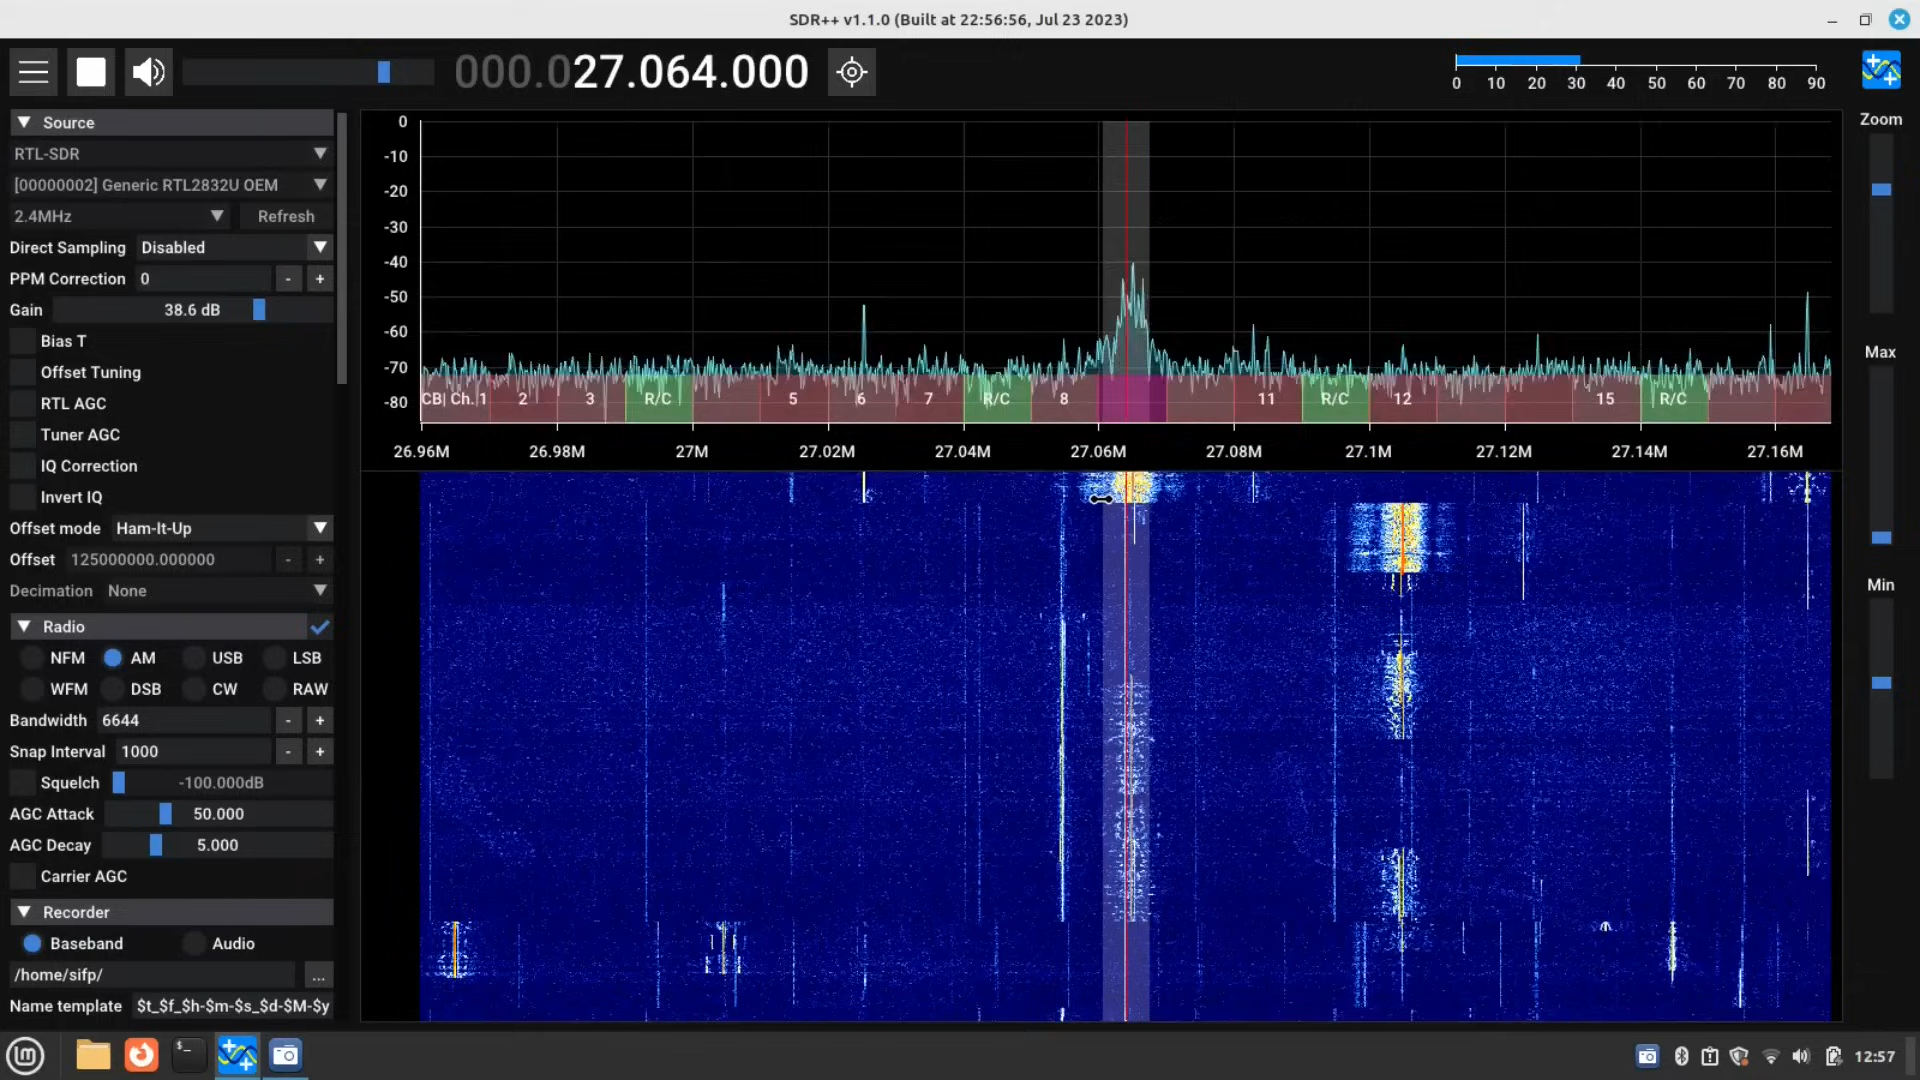 SDR++ v1.1.0 (Built at 22:56:56, Jul 23 2023)
000.027.064.000
0 10 20 30 40 50 60 70 80 90
Source
RTL-SDR
[00000002] Generic RTL2832U OEM
2.4MHz Refresh
Direct Sampling Disabled
PPM Correction 0 - +
Gain 38.6 dB
Bias T
Offset Tuning
RTL AGC
Tuner AGC
IQ Correction
Invert IQ
Offset mode Ham-It-Up
Offset 125000000.000000 - +
Decimation None
Radio
NFM AM USB LSB
WFM DSB CW RAW
Bandwidth 6644 - +
Snap Interval 1000 - +
Squelch -100.000dB
AGC Attack 50.000
AGC Decay 5.000
Carrier AGC
Recorder
Baseband Audio
/home/sifp/ ...
Name template $t_$f_$h-$m-$s_$d-$M-$y
0
-10
-20
-30
-40
-50
-60
-70
-80
CB| Ch. 1 2 3 R/C 5 6 7 R/C 8 11 R/C 12 15 R/C
26.96M 26.98M 27M 27.02M 27.04M 27.06M 27.08M 27.1M 27.12M 27.14M 27.16M
Zoom
Max
Min
12:57